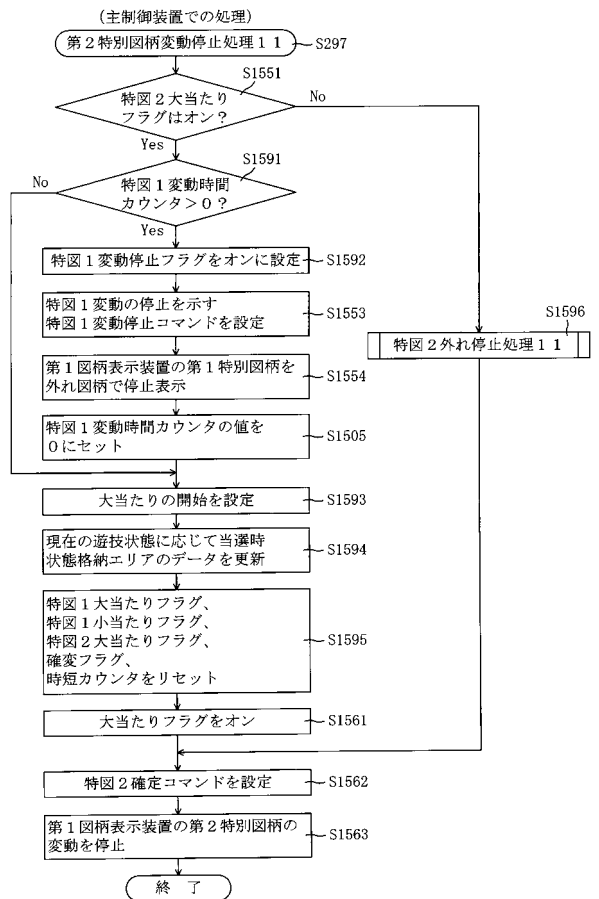 (主制御装置での処理)
第2特別図柄変動停止処理11
S297
S1551
特図2大当たり
フラグはオン?
No
Yes
S1591
No
特図1変動時間
カウンタ>0?
Yes
特図1変動停止フラグをオンに設定
S1592
特図1変動の停止を示す
特図1変動停止コマンドを設定
S1553
S1596
特図2外れ停止処理11
第1図柄表示装置の第1特別図柄を
外れ図柄で停止表示
S1554
特図1変動時間カウンタの値を
0にセット
S1505
大当たりの開始を設定
S1593
現在の遊技状態に応じて当選時
状態格納エリアのデータを更新
S1594
特図1大当たりフラグ、
特図1小当たりフラグ、
特図2大当たりフラグ、
確変フラグ、
時短カウンタをリセット
S1595
大当たりフラグをオン
S1561
特図2確定コマンドを設定
S1562
第1図柄表示装置の第2特別図柄の
変動を停止
S1563
終 了